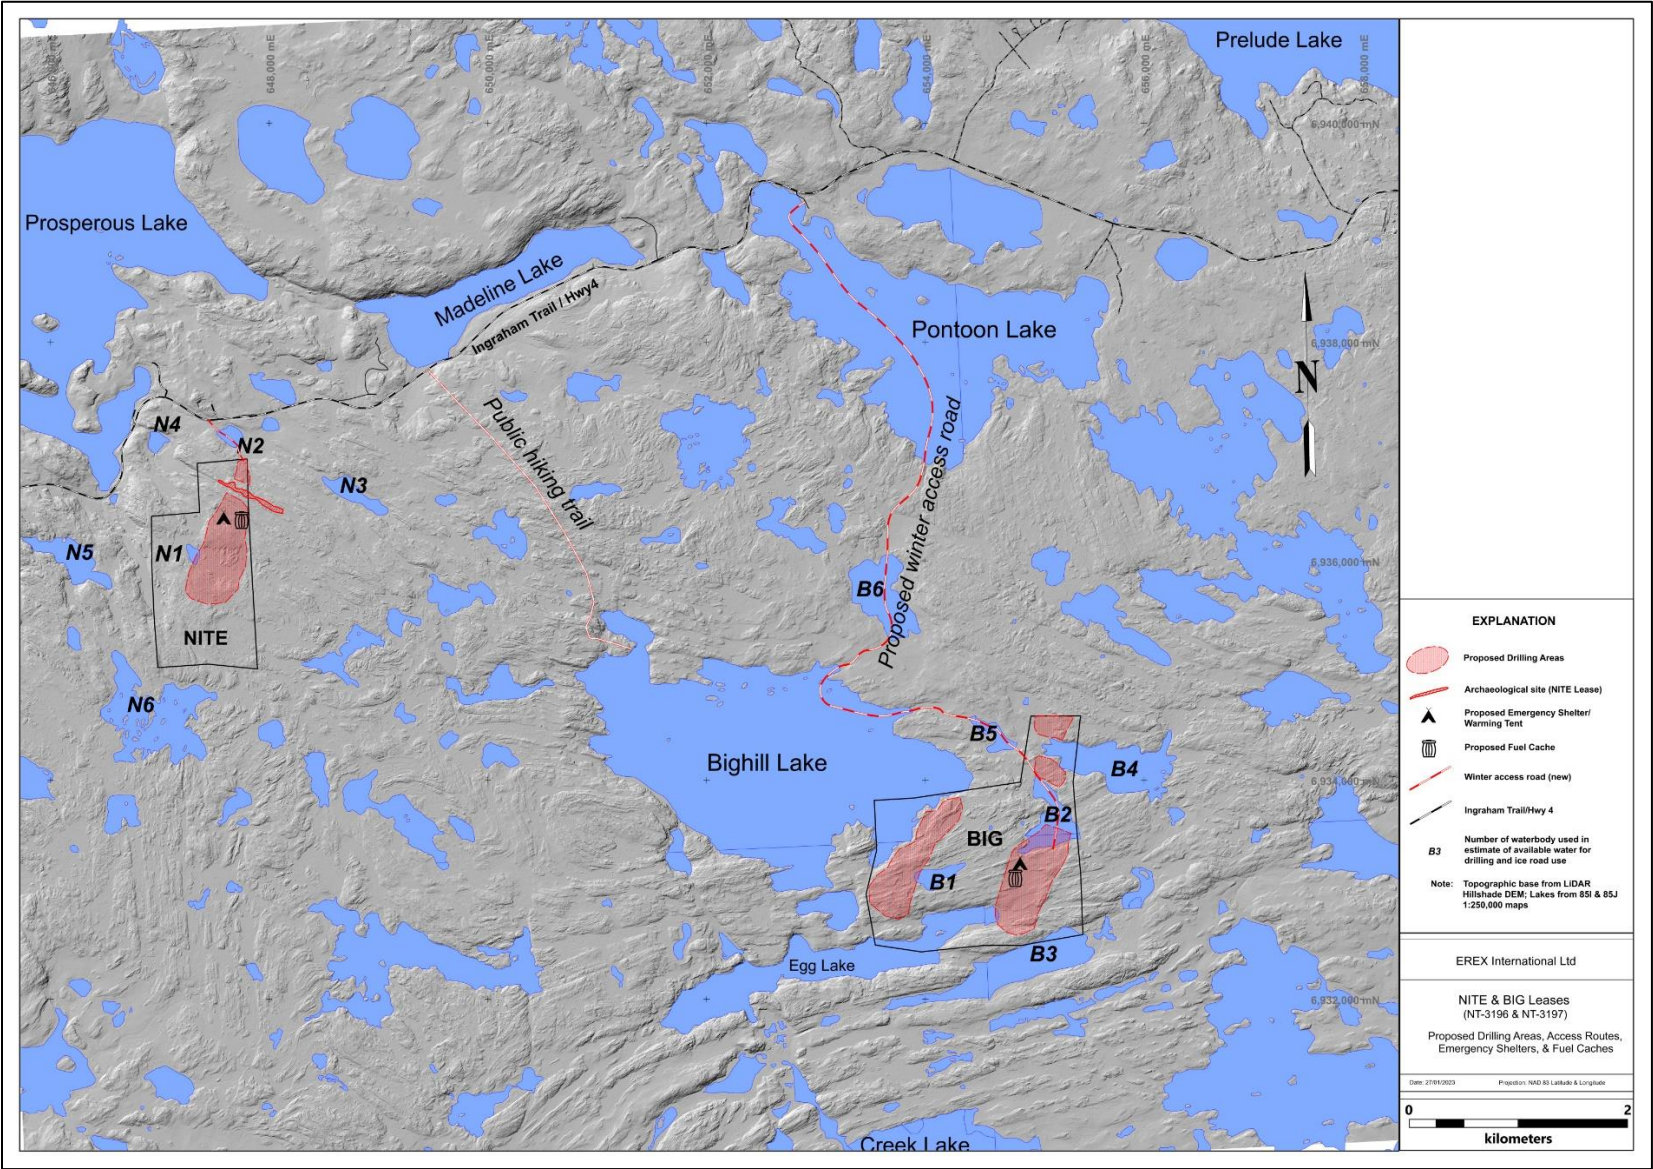 Prelude Lake
648,000 mE
650,000 mE
652,000 mE
654,000 mE
656,000 mE
658,000 mE
6,940,000 mN
Prosperous Lake
Madeline Lake
Ingraham Trail / Hwy4
Pontoon Lake
6,938,000 mN
N
Public hiking trail
Proposed winter access road
N4
N2
N3
N5
N1
6,936,000 mN
B6
NITE
N6
B5
Bighill Lake
B4
6,934,000 mN
B2
BIG
B1
B3
Egg Lake
6,932,000 mN
Creek Lake
EXPLANATION
Proposed Drilling Areas
Archaeological site (NITE Lease)
Proposed Emergency Shelter/
Warming Tent
Proposed Fuel Cache
Winter access road (new)
Ingraham Trail/Hwy 4
B3
Number of waterbody used in
estimate of available water for
drilling and ice road use
Note: Topographic base from LiDAR
Hillshade DEM; Lakes from 85I & 85J
1:250,000 maps
EREX International Ltd
NITE & BIG Leases
(NT-3196 & NT-3197)
Proposed Drilling Areas, Access Routes,
Emergency Shelters, & Fuel Caches
Date: 27/01/2023 Projection: NAD 83 Latitude & Longitude
0 2
kilometers